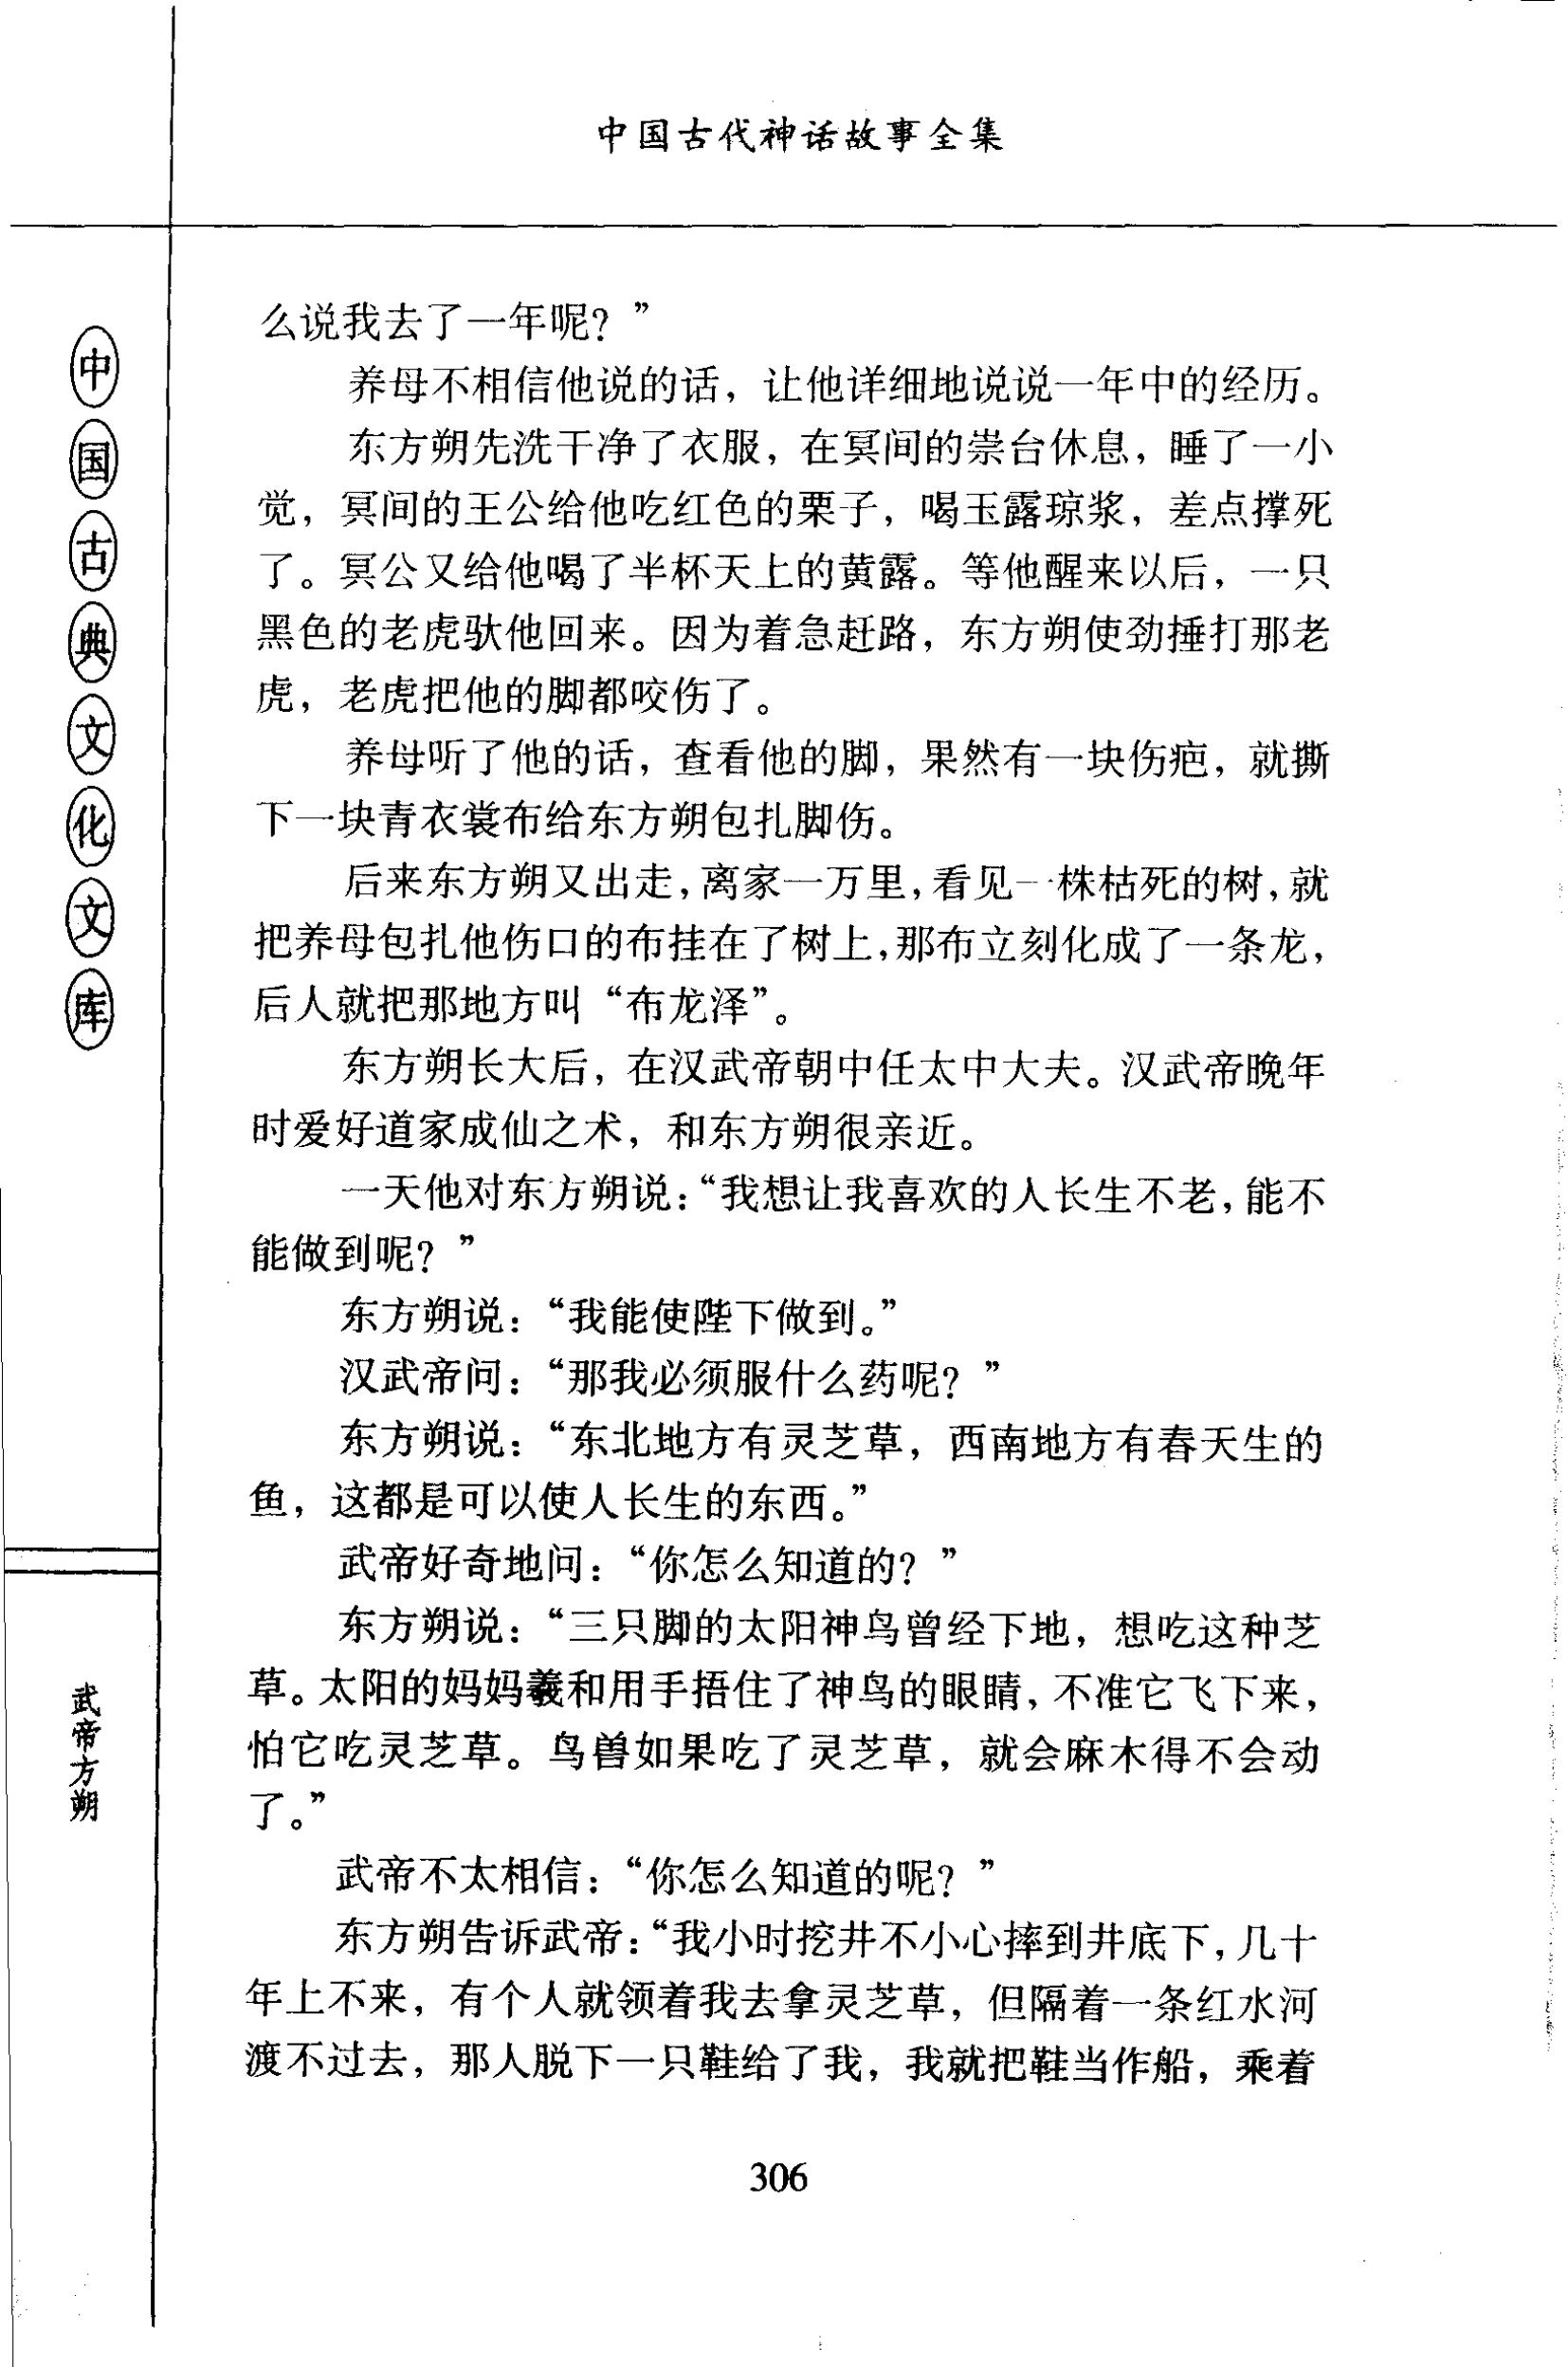 中国古代神话故事全集
中国古典文化文库
武帝方朔
么说我去了一年呢？”
养母不相信他说的话，让他详细地说说一年中的经历。
东方朔先洗干净了衣服，在冥间的崇台休息，睡了一小
觉，冥间的王公给他吃红色的栗子，喝玉露琼浆，差点撑死
了。冥公又给他喝了半杯天上的黄露。等他醒来以后，一只
黑色的老虎驮他回来。因为着急赶路，东方朔使劲捶打那老
虎，老虎把他的脚都咬伤了。
养母听了他的话，查看他的脚，果然有一块伤疤，就撕
下一块青衣裳布给东方朔包扎脚伤。
后来东方朔又出走，离家一万里，看见一株枯死的树，就
把养母包扎他伤口的布挂在了树上，那布立刻化成了一条龙，
后人就把那地方叫“布龙泽”。
东方朔长大后，在汉武帝朝中任太中大夫。汉武帝晚年
时爱好道家成仙之术，和东方朔很亲近。
一天他对东方朔说：“我想让我喜欢的人长生不老，能不
能做到呢？”
东方朔说：“我能使陛下做到。”
汉武帝问：“那我必须服什么药呢？”
东方朔说：“东北地方有灵芝草，西南地方有春天生的
鱼，这都是可以使人长生的东西。”
武帝好奇地问：“你怎么知道的？”
东方朔说：“三只脚的太阳神鸟曾经下地，想吃这种芝
草。太阳的妈妈羲和用手捂住了神鸟的眼睛，不准它飞下来，
怕它吃灵芝草。鸟兽如果吃了灵芝草，就会麻木得不会动
了。”
武帝不太相信：“你怎么知道的呢？”
东方朔告诉武帝：“我小时挖井不小心摔到井底下，几十
年上不来，有个人就领着我去拿灵芝草，但隔着一条红水河
渡不过去，那人脱下一只鞋给了我，我就把鞋当作船，乘着
306